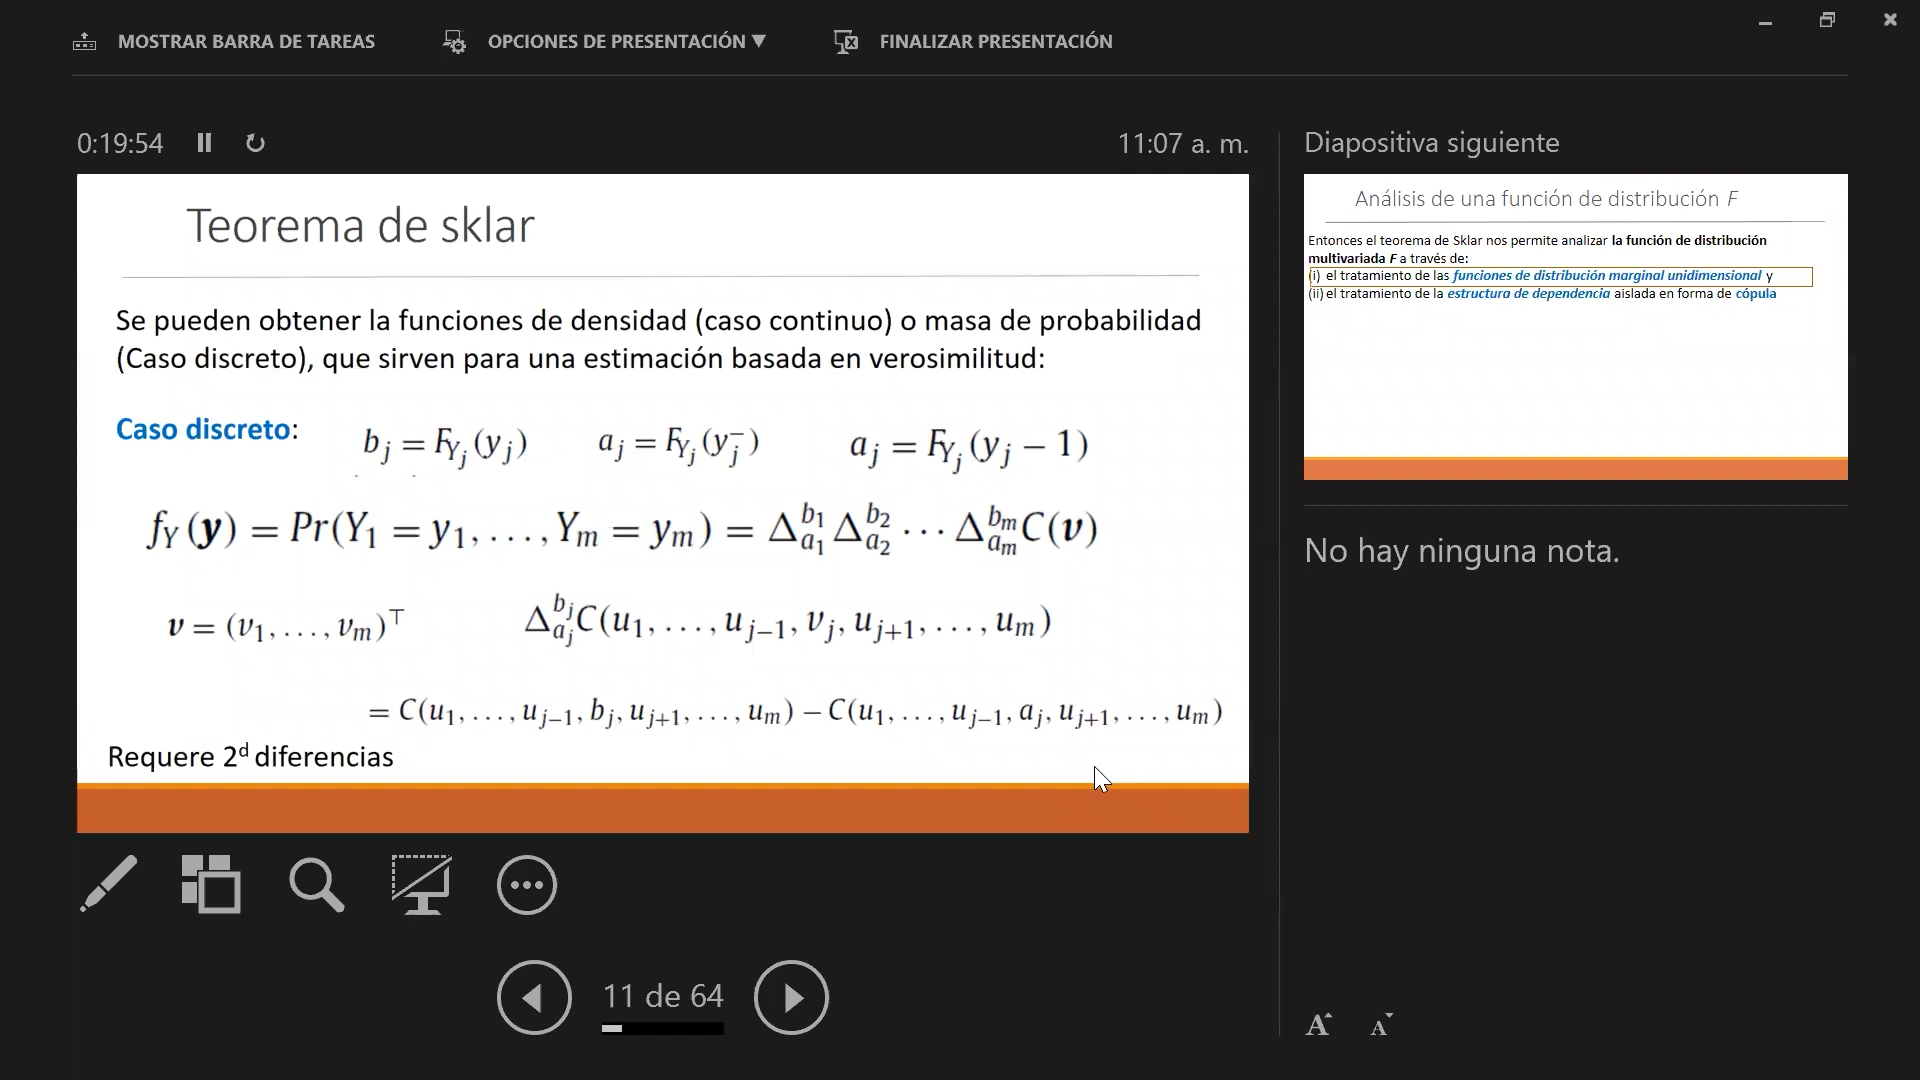 MOSTRAR BARRA DE TAREAS
OPCIONES DE PRESENTACIÓN ▼
FINALIZAR PRESENTACIÓN
0:19:54
11:07 a. m.
Teorema de sklar
Se pueden obtener la funciones de densidad (caso continuo) o masa de probabilidad
(Caso discreto), que sirven para una estimación basada en verosimilitud:
Caso discreto:
b_j = F_{Y_j}(y_j)
a_j = F_{Y_j}(y_j^-)
a_j = F_{Y_j}(y_j − 1)
f_Y(y) = Pr(Y_1 = y_1, . . . , Y_m = y_m) = Δ_{a_1}^{b_1} Δ_{a_2}^{b_2} · · · Δ_{a_m}^{b_m} C(v)
v = (v_1, . . . , v_m)^⊤
Δ_{a_j}^{b_j} C(u_1, . . . , u_{j−1}, v_j, u_{j+1}, . . . , u_m)
= C(u_1, . . . , u_{j−1}, b_j, u_{j+1}, . . . , u_m) − C(u_1, . . . , u_{j−1}, a_j, u_{j+1}, . . . , u_m)
Requere 2^d diferencias
11 de 64
Diapositiva siguiente
Análisis de una función de distribución F
Entonces el teorema de Sklar nos permite analizar la función de distribución
multivariada F a través de:
(i) el tratamiento de las funciones de distribución marginal unidimensional y
(ii) el tratamiento de la estructura de dependencia aislada en forma de cópula
No hay ninguna nota.
A A